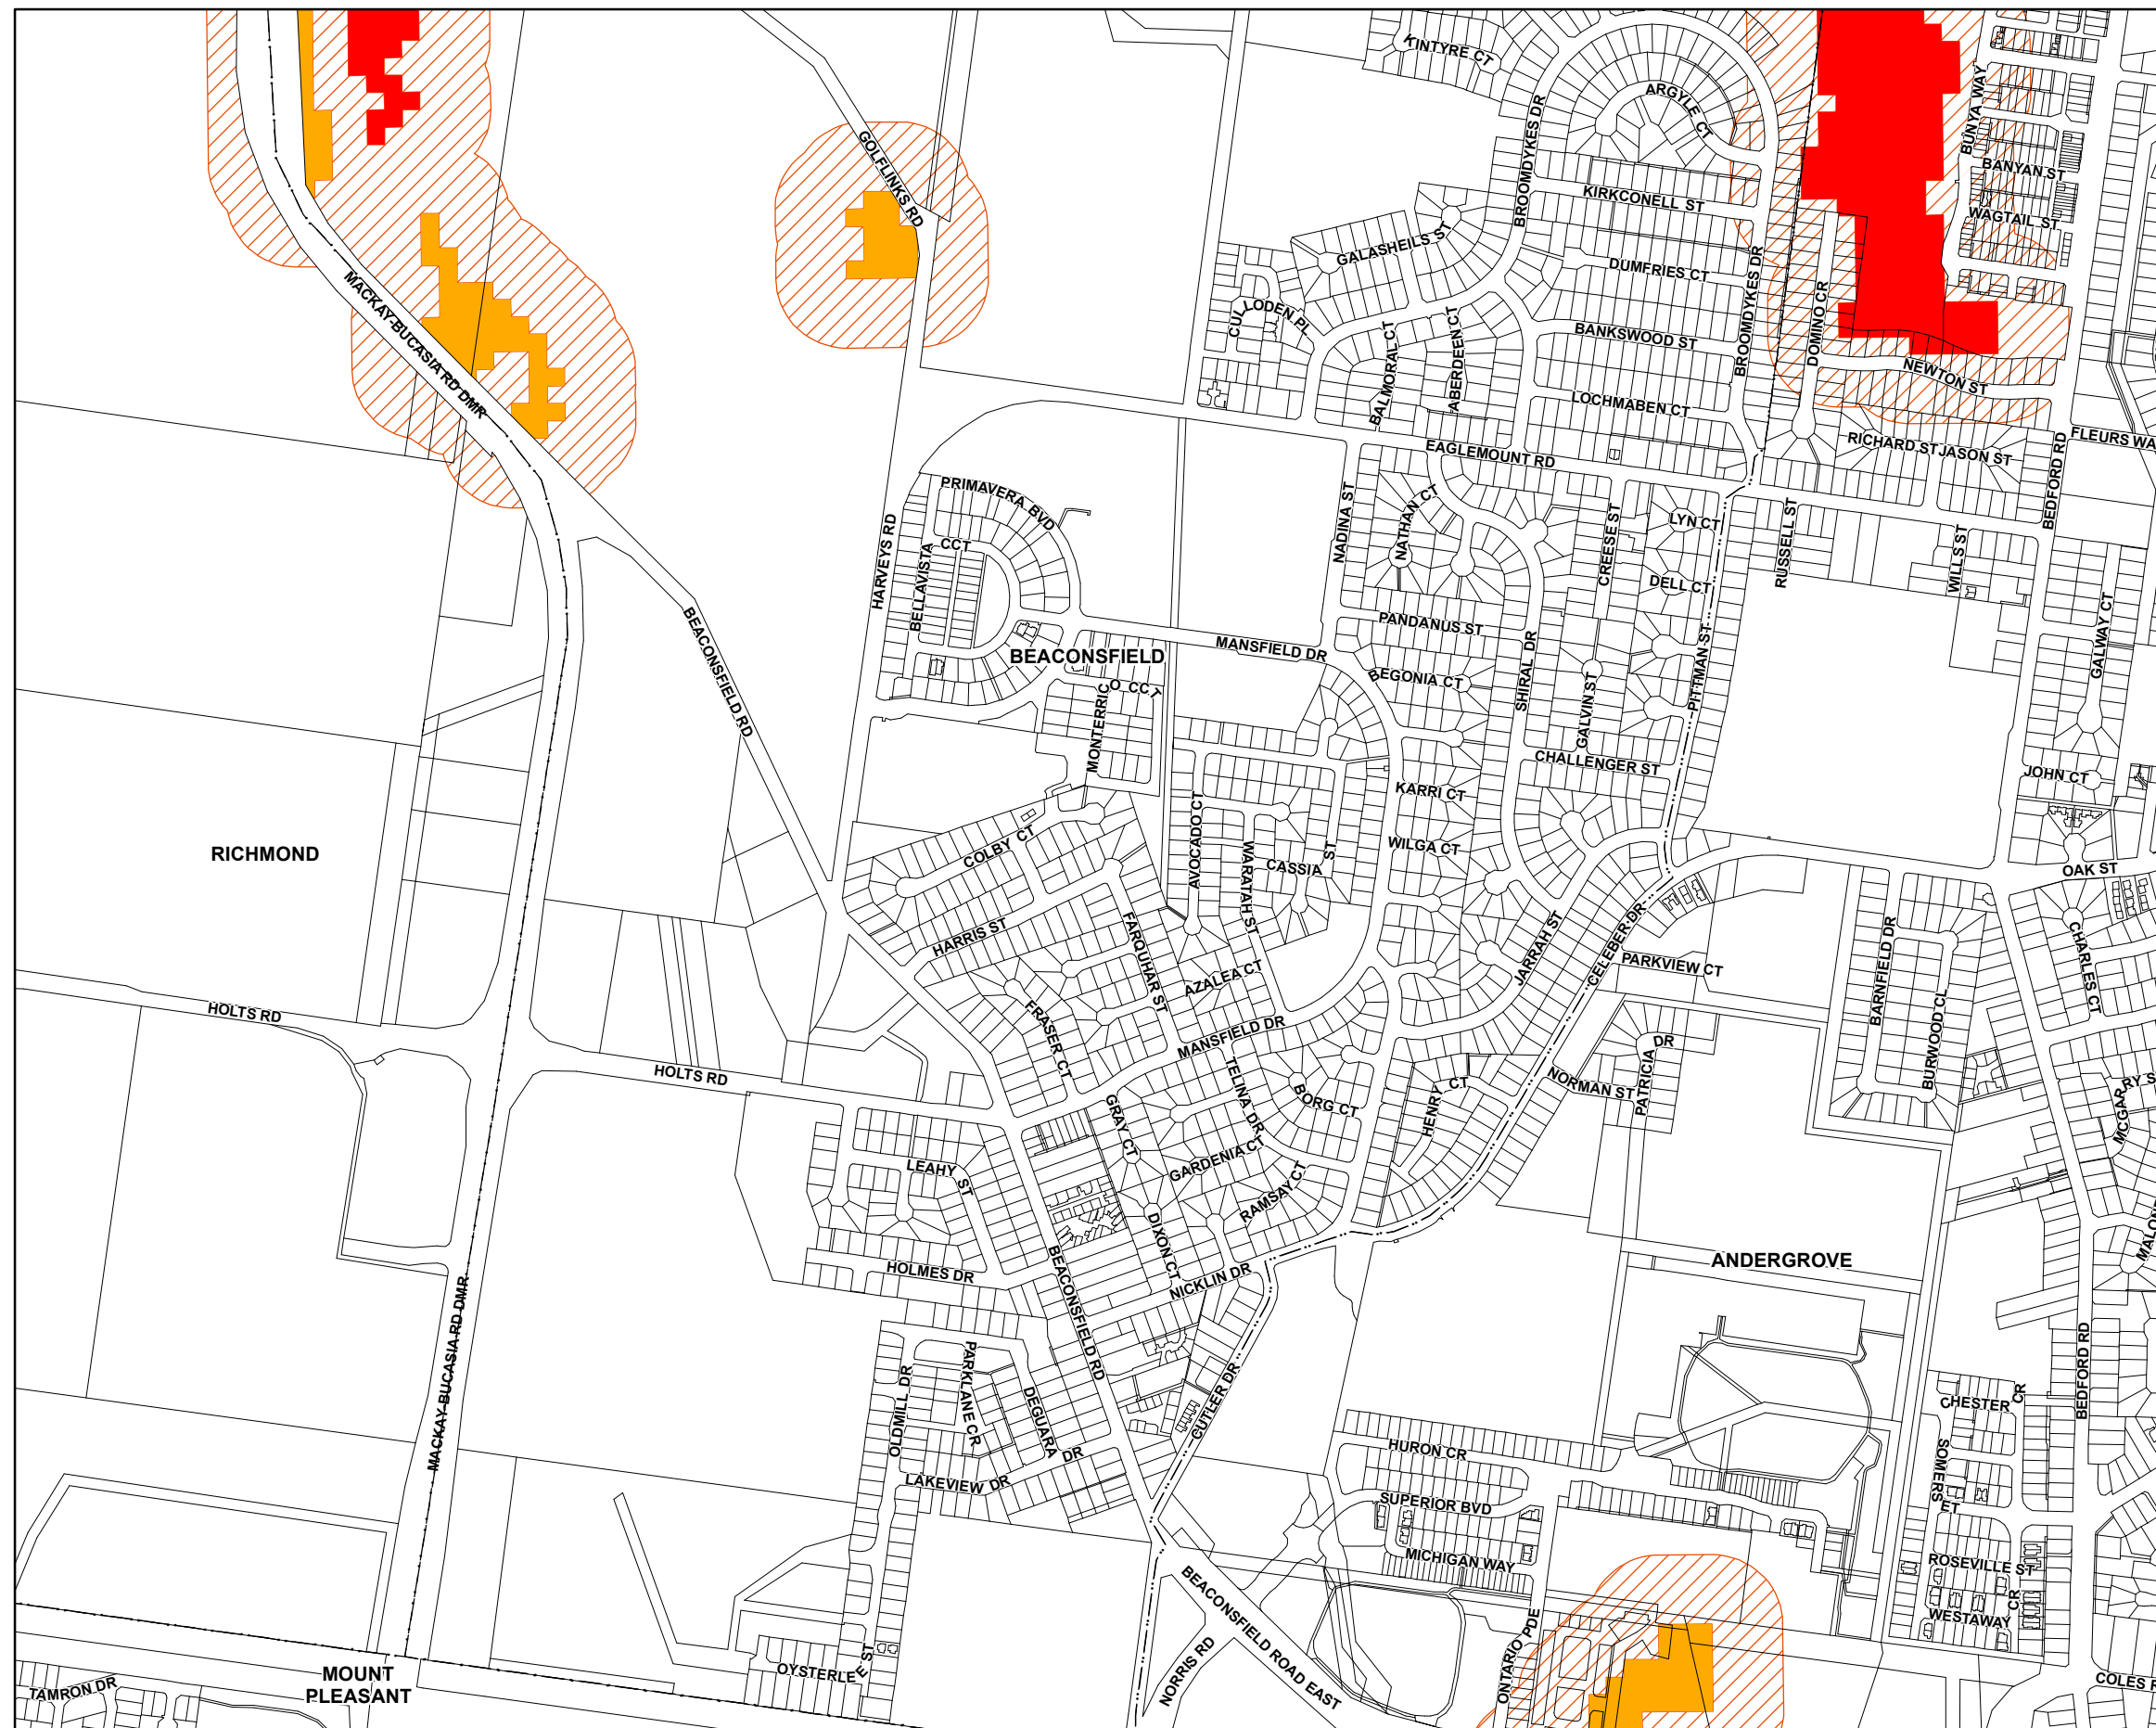 KINTYRE CT
ARGYLE CT
BUNYA WAY
GOLFLINKS RD
BROOMDYKES DR
BANYAN ST
KIRKCONELL ST
WAGTAIL ST
GALASHEILS ST
DUMFRIES CT
MACKAY-BUCASIA RD DMR
CULLODEN PL
BALMORAL CT
ABERDEEN CT
BANKSWOOD ST
BROOMDYKES DR
DOMINO CR
NEWTON ST
LOCHMABEN CT
EAGLEMOUNT RD
RICHARD ST
JASON ST
BEDFORD RD
FLEURS WA
PRIMAVERA BVD
NADINA ST
NATHAN CT
CREESE ST
LYN CT
RUSSELL ST
WILLS ST
HARVEYS RD
BELLAVISTA CCT
DELL CT
GALWAY CT
BEACONSFIELD RD
BEACONSFIELD
MANSFIELD DR
PANDANUS ST
SHIRAL DR
PITTMAN ST
BEGONIA CT
MONTERRICO CCT
GALVIN ST
CHALLENGER ST
JOHN CT
KARRI CT
RICHMOND
COLBY CT
AVOCADO CT
WARATAH ST
CASSIA ST
WILGA CT
OAK ST
HARRIS ST
FARQUHAR ST
JARRAH ST
CELEBER DR
BARNFIELD DR
CHARLES CT
AZALEA CT
PARKVIEW CT
HOLTS RD
FRASER CT
MANSFIELD DR
PATRICIA DR
BURWOOD CL
HOLTS RD
TELINA DR
BORG CT
HENRY CT
NORMAN ST
GRAY CT
MCGARRY S
LEAHY ST
GARDENIA CT
RAMSAY CT
DIXON CT
MALON
HOLMES DR
BEACONSFIELD RD
NICKLIN DR
ANDERGROVE
MACKAY-BUCASIA RD DMR
OLDMILL DR
PARKLANE CR
DEGUARA DR
CUTLER DR
BEDFORD RD
CHESTER CR
LAKEVIEW DR
HURON CR
SOMERSET
SUPERIOR BVD
MICHIGAN WAY
ROSEVILLE ST
BEACONSFIELD ROAD EAST
WESTAWAY CR
NORRIS RD
ONTARIO PDE
OYSTERLEE ST
MOUNT
PLEASANT
TAMRON DR
COLES R